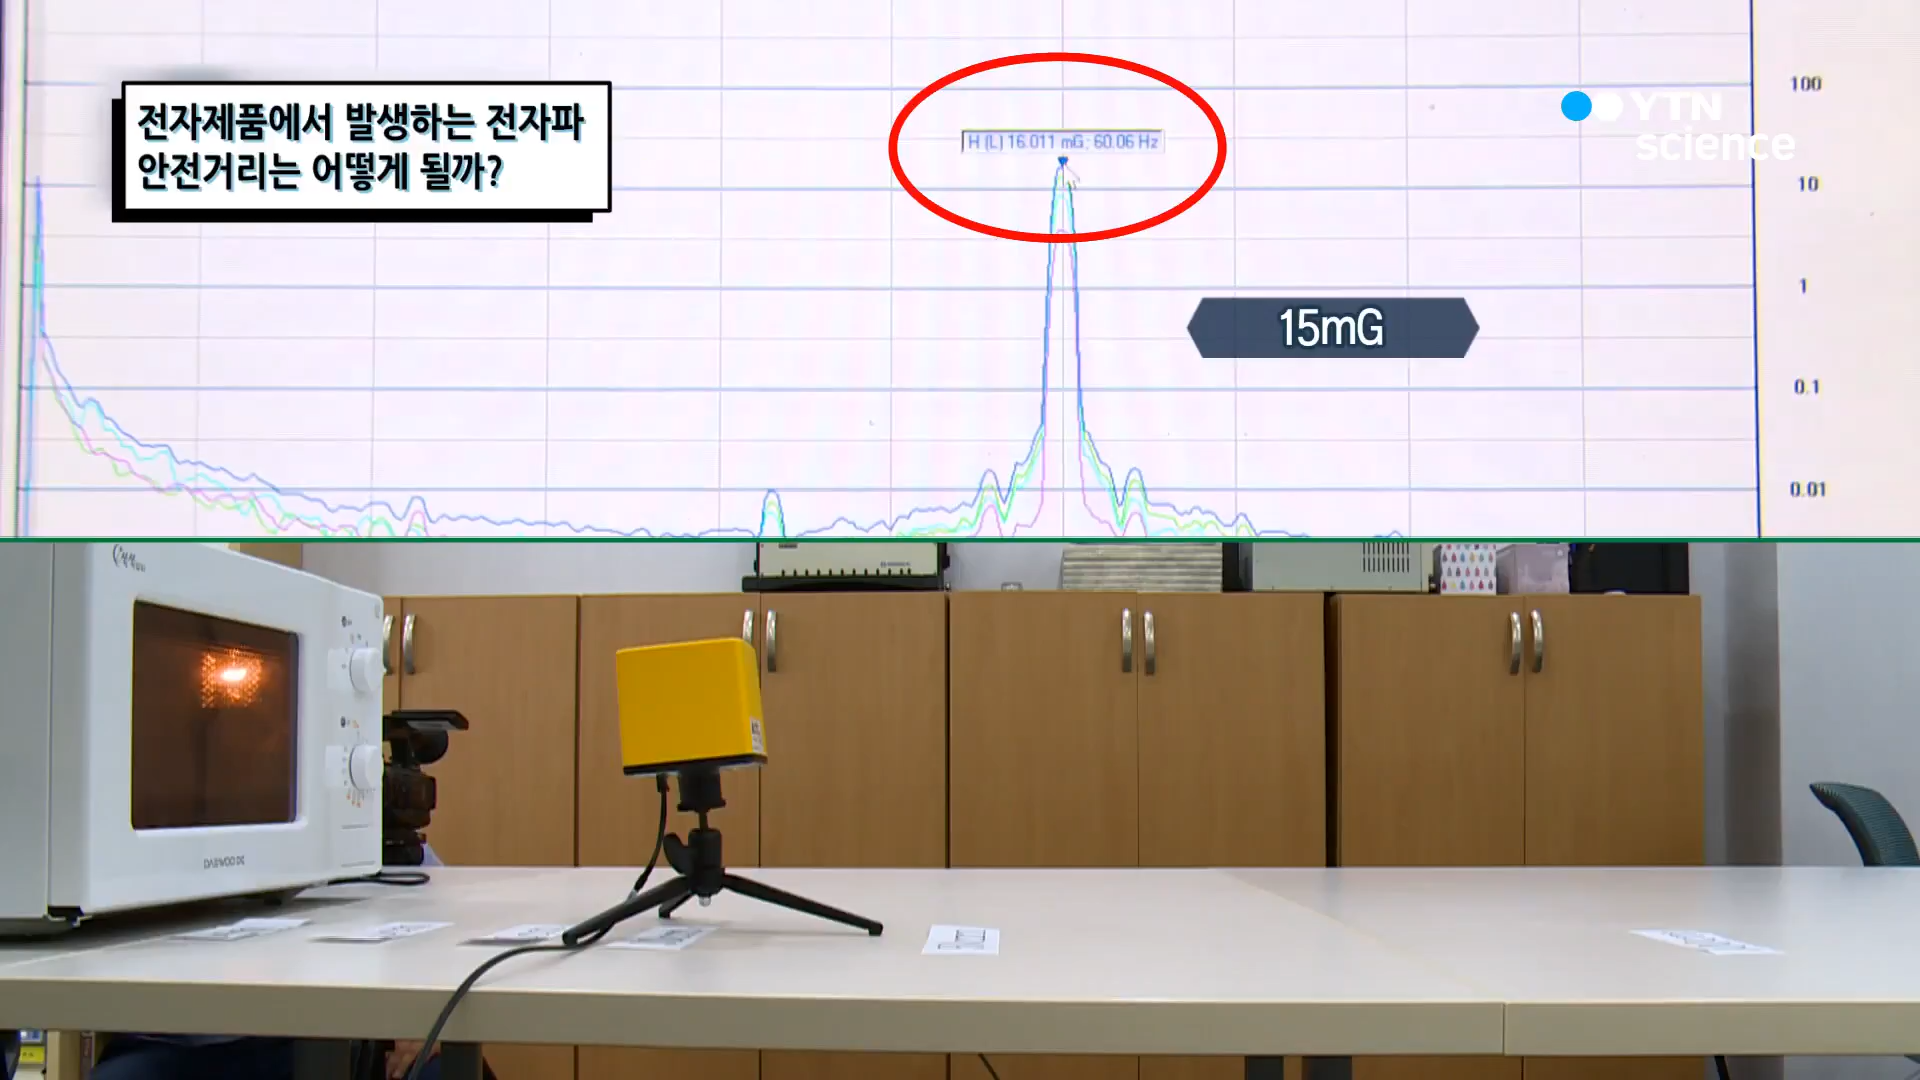 전자제품에서 발생하는 전자파
안전거리는 어떻게 될까?
YTN
science
H (L) 16.011 mG; 60.06 Hz
100
10
1
0.1
0.01
15mG
DAEWOO